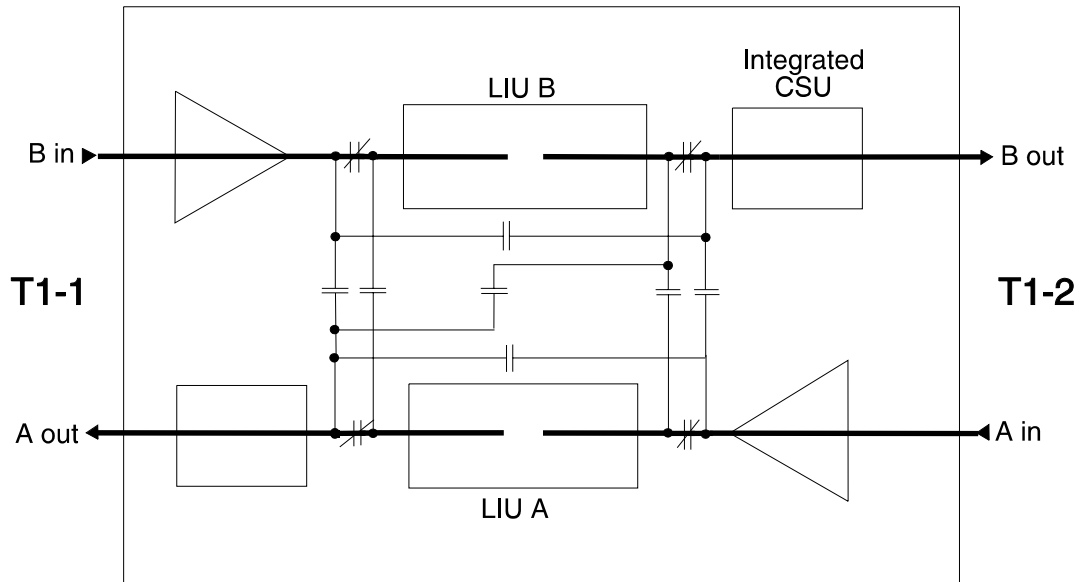 Integrated
CSU
LIU B
B in
B out
T1-1
T1-2
A out
A in
LIU A